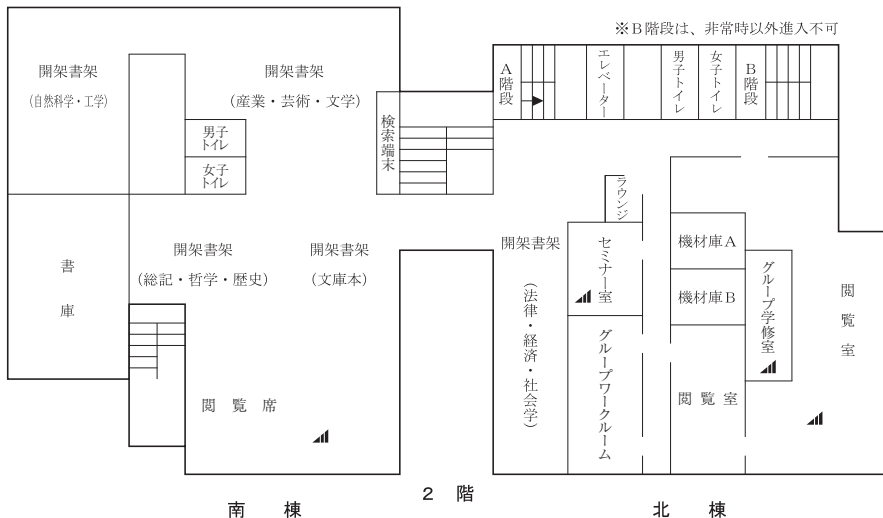 ※Ｂ階段は、非常時以外進入不可
開架書架
(自然科学・工学)
開架書架
(産業・芸術・文学)
男子
トイレ
女子
トイレ
検索端末
Ａ階段
エレベーター
男子トイレ
女子トイレ
Ｂ階段
ラウンジ
書庫
開架書架
(総記・哲学・歴史)
開架書架
(文庫本)
開架書架
(法律・経済・社会学)
セミナー室
グループワークルーム
機材庫Ａ
機材庫Ｂ
グループ学修室
閲覧室
閲覧室
閲覧席
２階
南棟
北棟